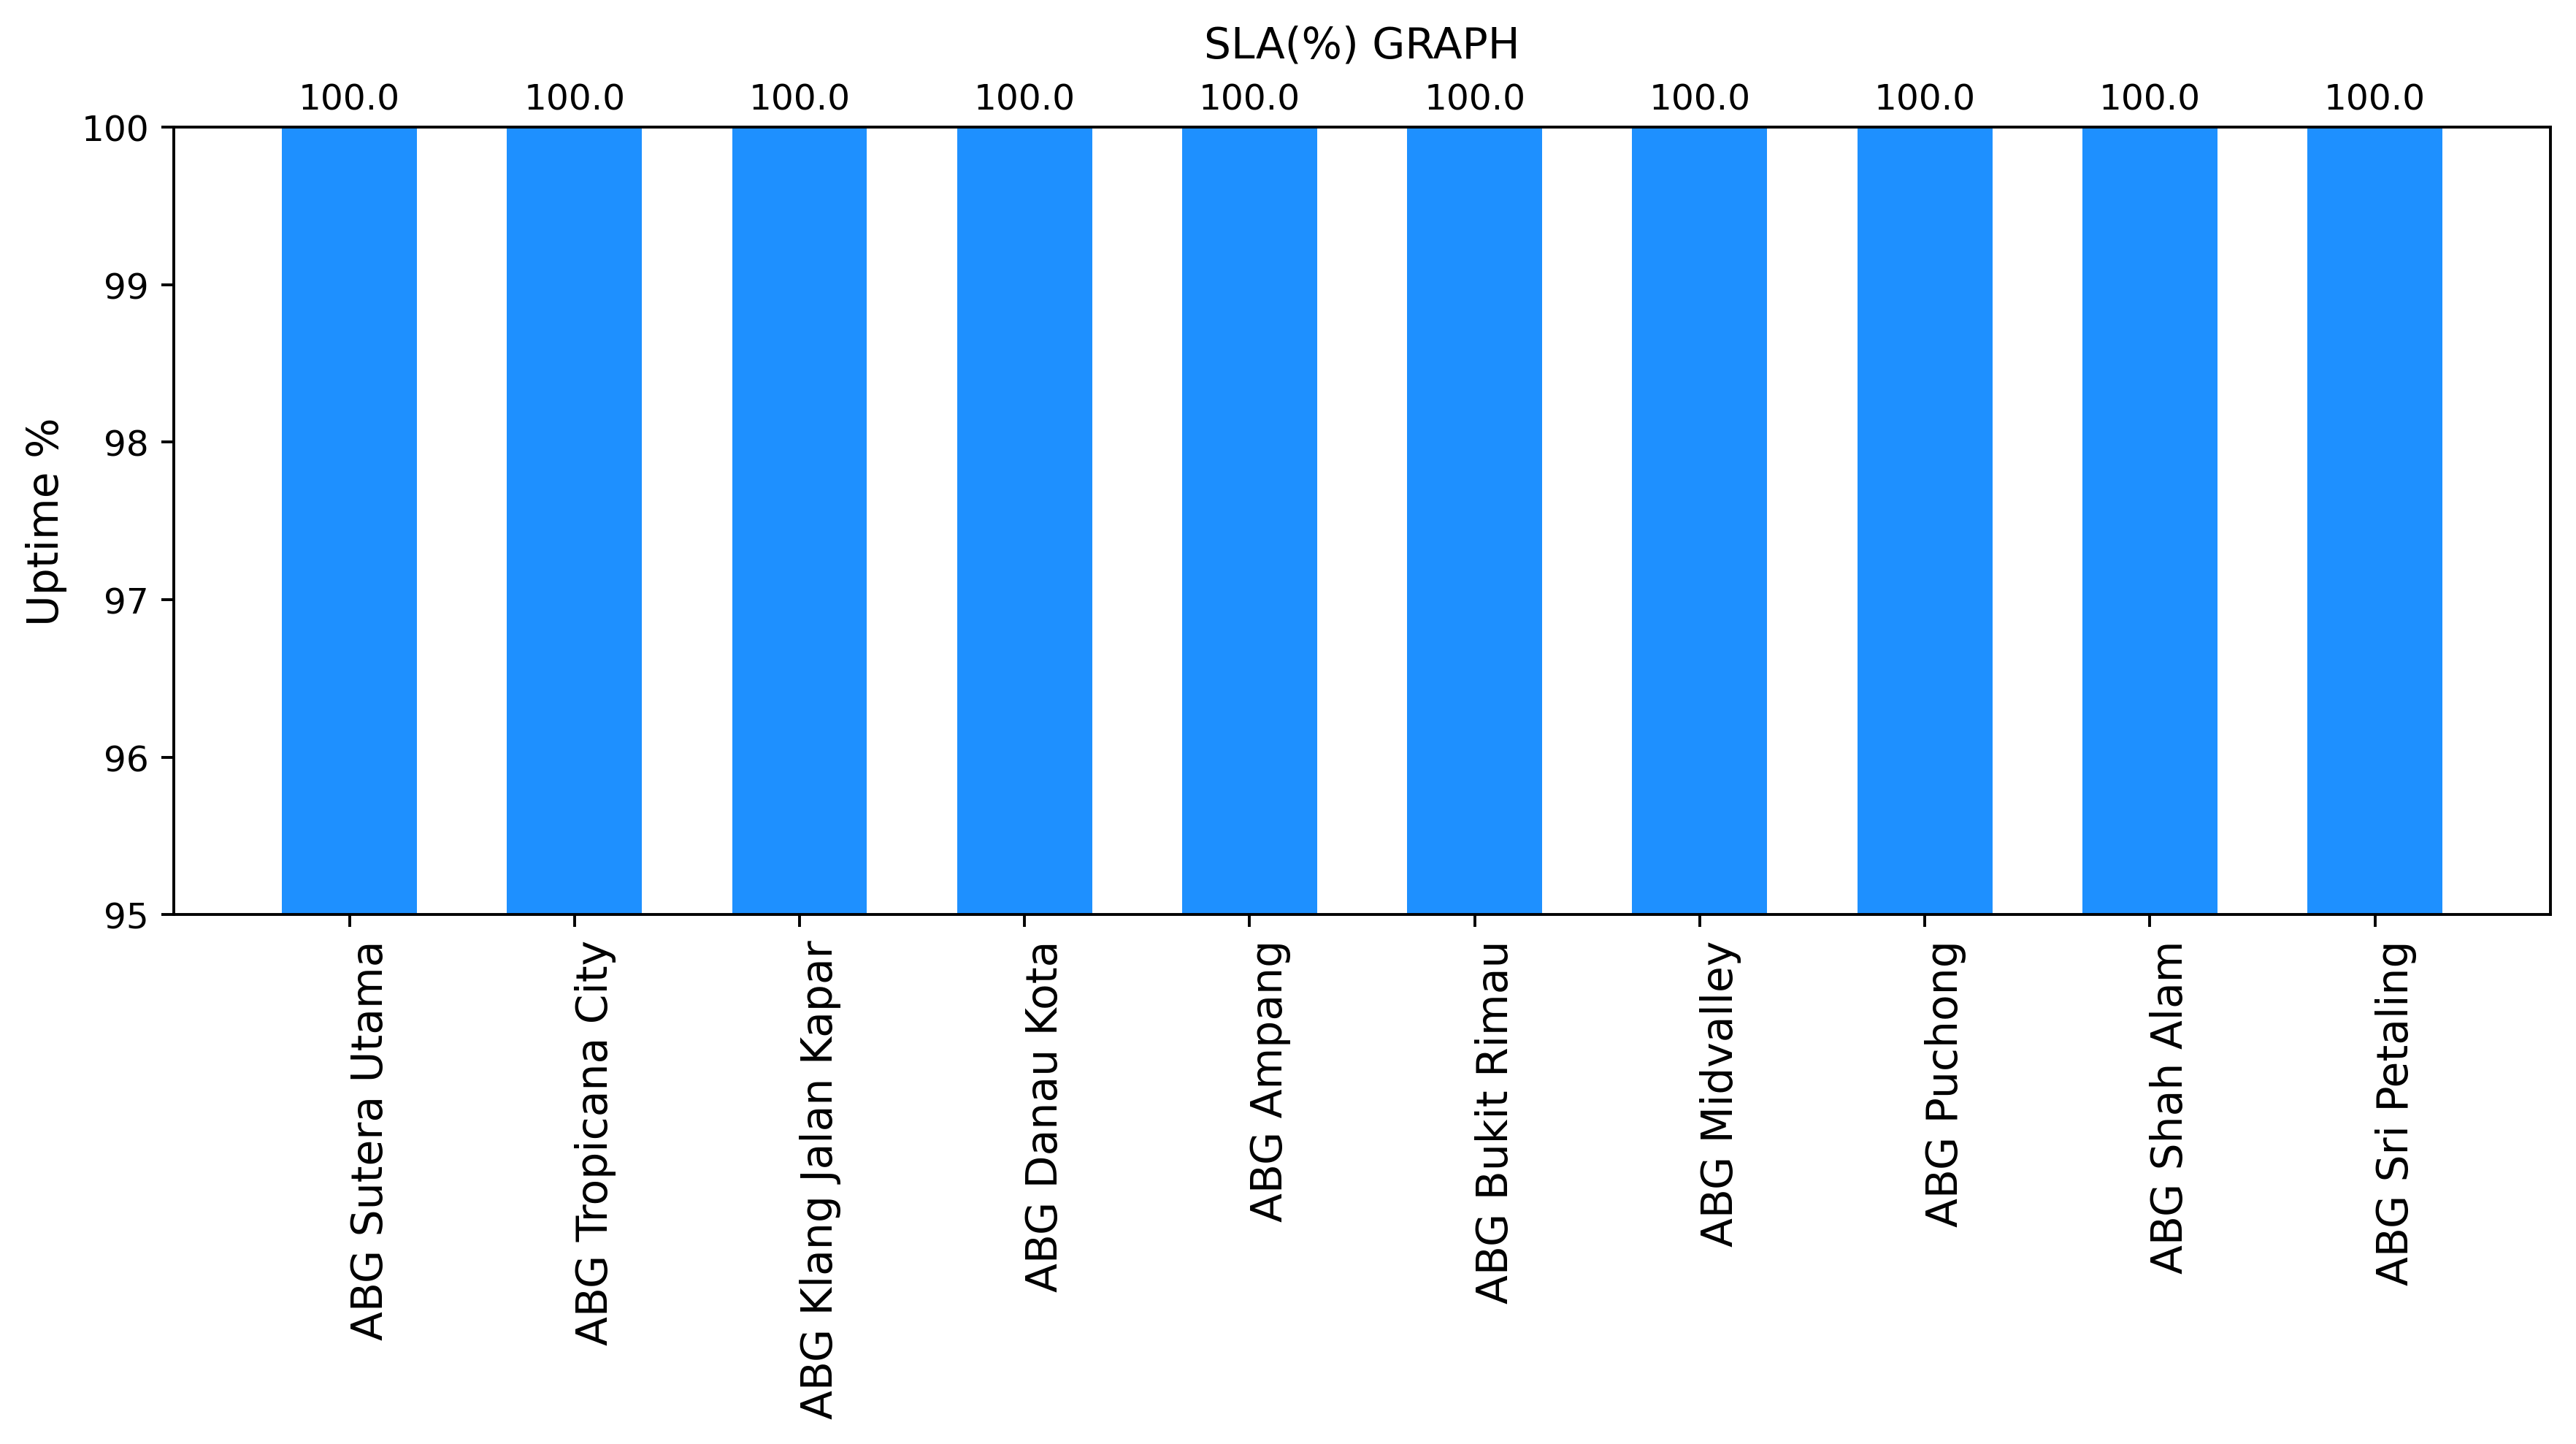 SLA(%) GRAPH
100.0 100.0 100.0 100.0 100.0 100.0 100.0 100.0 100.0 100.0
100
99
98
97
96
95
Uptime %
ABG Sutera Utama
ABG Tropicana City
ABG Klang Jalan Kapar
ABG Danau Kota
ABG Ampang
ABG Bukit Rimau
ABG Midvalley
ABG Puchong
ABG Shah Alam
ABG Sri Petaling